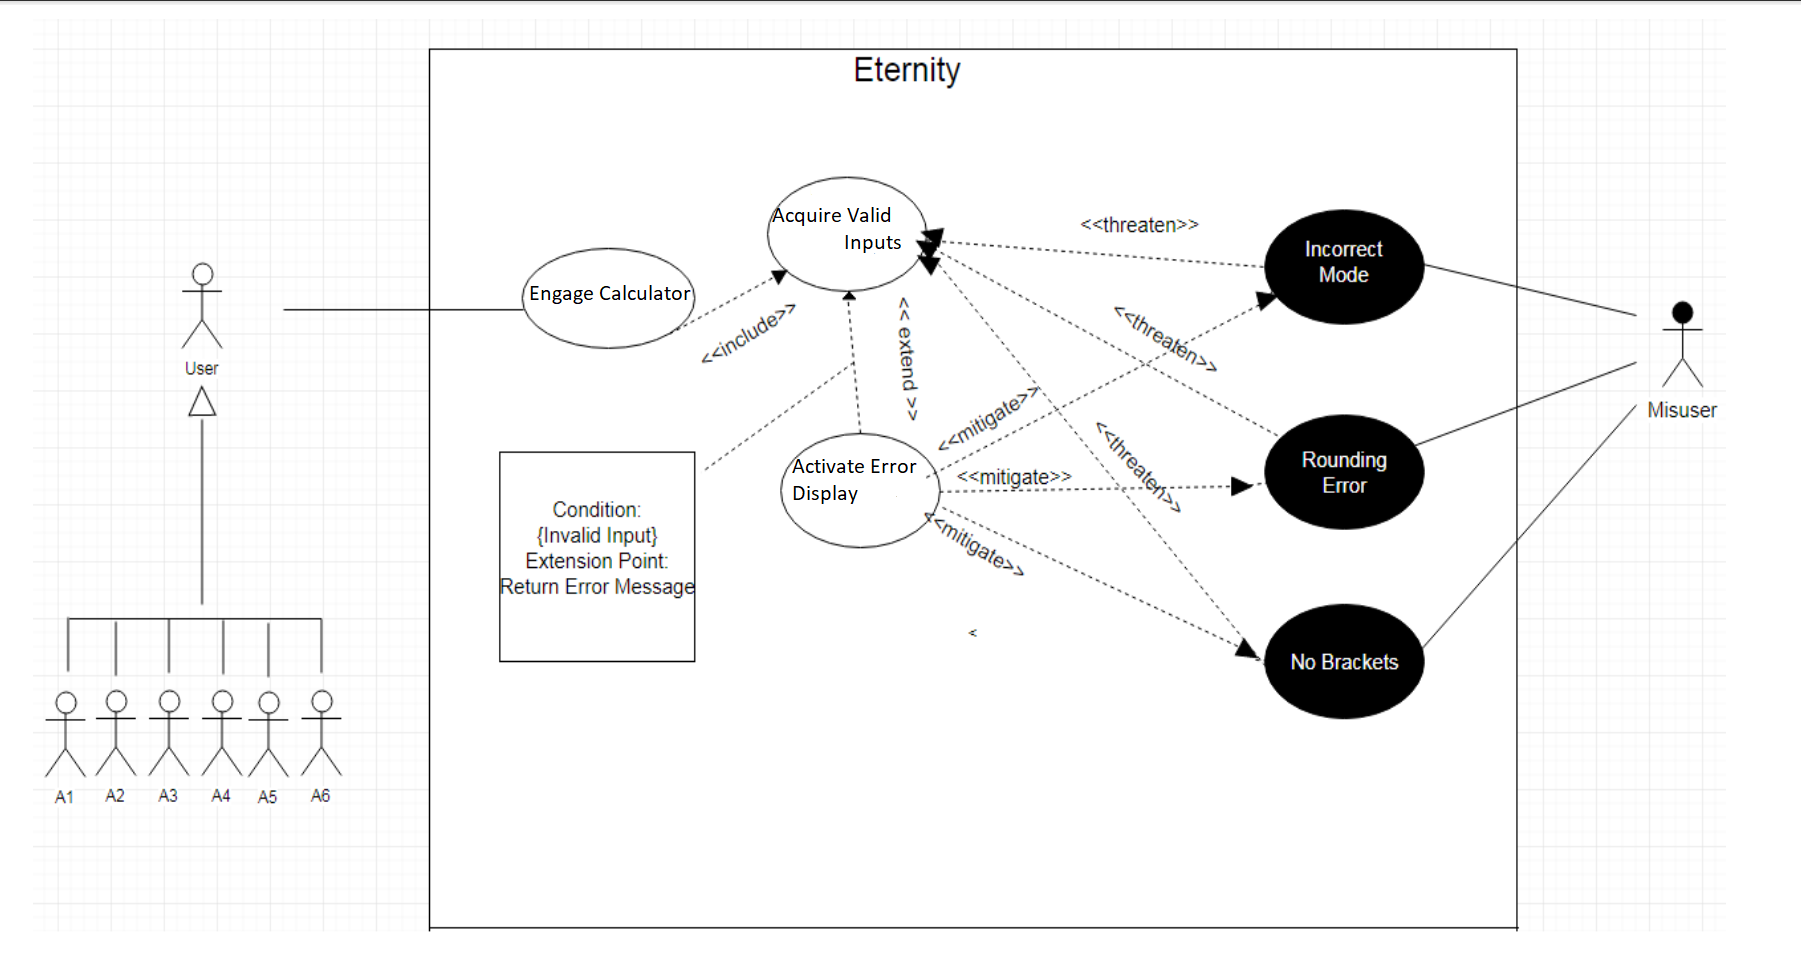 Eternity
Acquire Valid
Inputs
<<threaten>>
Incorrect
Mode
Engage Calculator
<<include>>
<< extend >>
<<threaten>>
User
Misuser
<<mitigate>>
<<threaten>>
Activate Error
Display
<<mitigate>>
Rounding
Error
Condition:
{Invalid Input}
Extension Point:
Return Error Message
<<mitigate>>
<
No Brackets
A1
A2
A3
A4
A5
A6